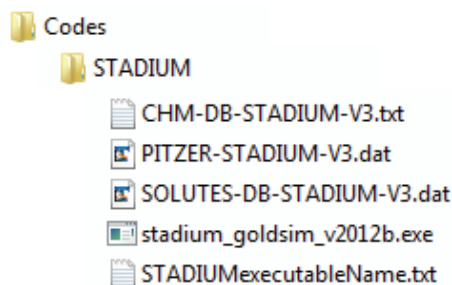 Codes
STADIUM
CHM-DB-STADIUM-V3.txt
PITZER-STADIUM-V3.dat
SOLUTES-DB-STADIUM-V3.dat
stadium_goldsim_v2012b.exe
STADIUMexecutableName.txt